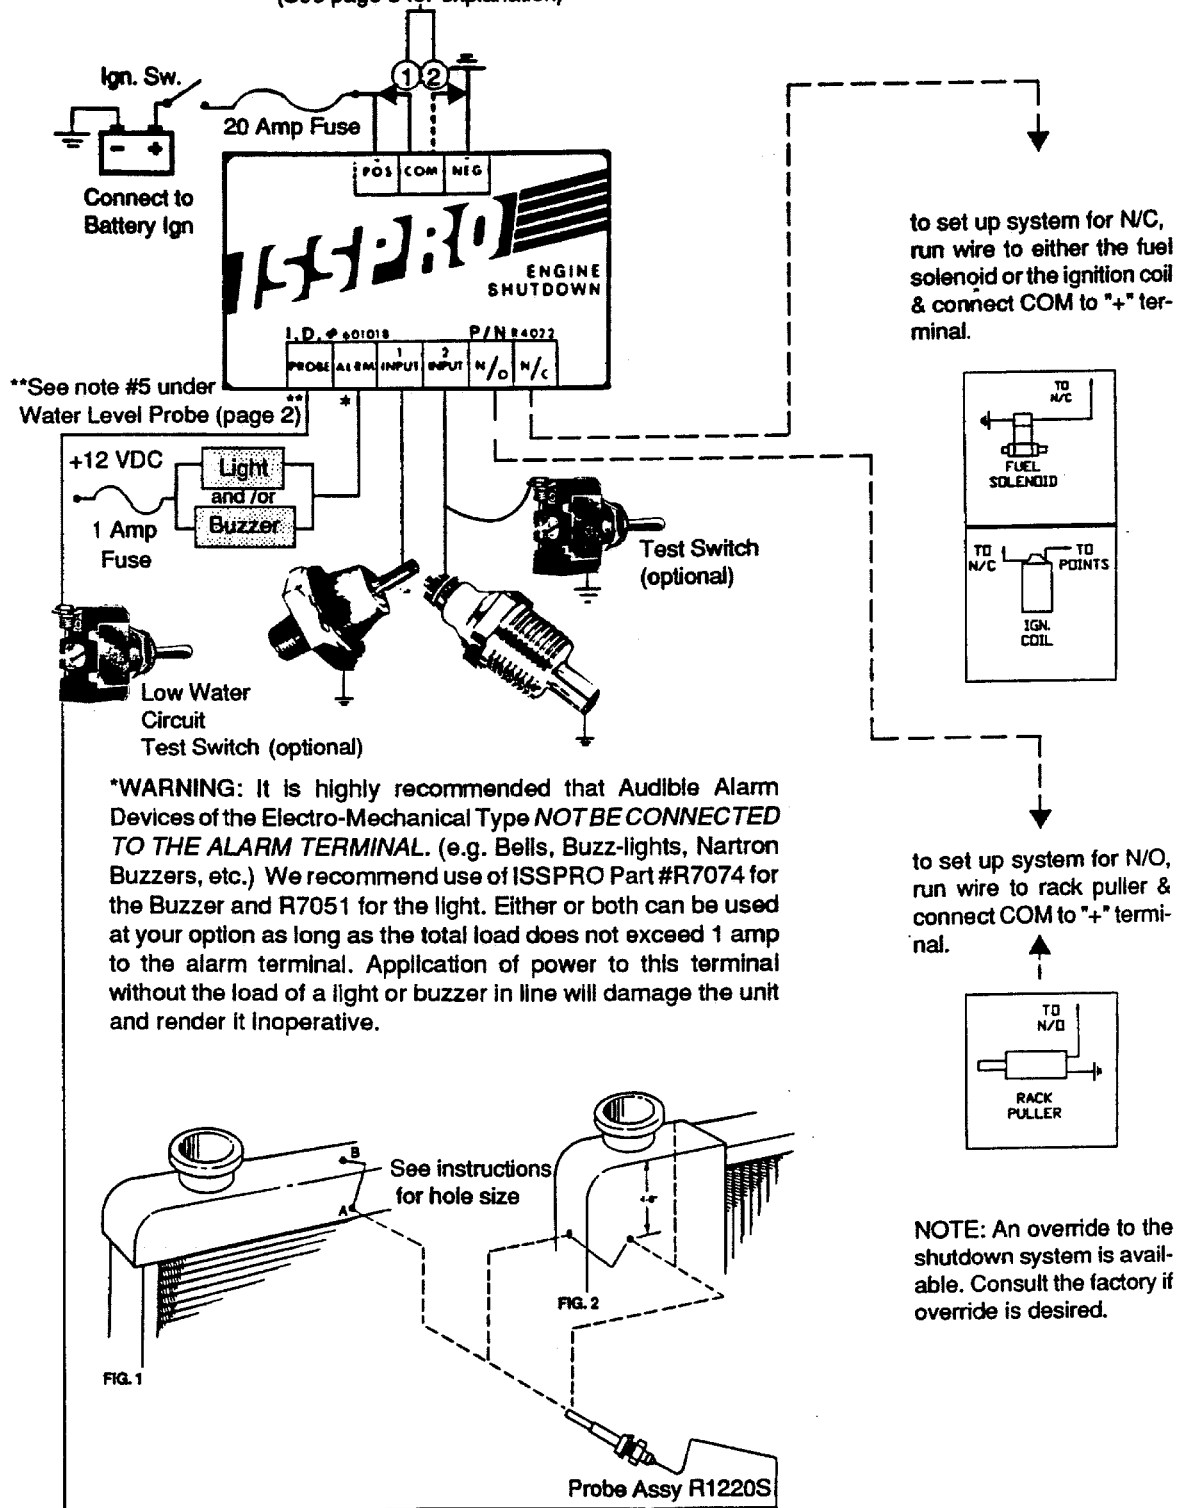 (See page 3 for explanation)
1 2
Ign. Sw.
20 Amp Fuse
- +
Connect to
Battery Ign
POS COM NEG
ISSPRO
ENGINE
SHUTDOWN
I.D. # 601018 P/N R4022
PROBE ALRM 1 INPUT 2 INPUT N/O N/C
**See note #5 under
Water Level Probe (page 2)
** *
+12 VDC
Light
and /or
Buzzer
1 Amp
Fuse
Test Switch
(optional)
Low Water
Circuit
Test Switch (optional)
to set up system for N/C,
run wire to either the fuel
solenoid or the ignition coil
& connect COM to "+" ter-
minal.
TO
N/C
FUEL
SOLENOID
TO
N/C
TO
POINTS
IGN.
COIL
*WARNING: It is highly recommended that Audible Alarm
Devices of the Electro-Mechanical Type NOT BE CONNECTED
TO THE ALARM TERMINAL. (e.g. Bells, Buzz-lights, Nartron
Buzzers, etc.) We recommend use of ISSPRO Part #R7074 for
the Buzzer and R7051 for the light. Either or both can be used
at your option as long as the total load does not exceed 1 amp
to the alarm terminal. Application of power to this terminal
without the load of a light or buzzer in line will damage the unit
and render it inoperative.
to set up system for N/O,
run wire to rack puller &
connect COM to "+" termi-
nal.
TO
N/O
RACK
PULLER
B
A
See instructions
for hole size
FIG. 1
FIG. 2
NOTE: An override to the
shutdown system is avail-
able. Consult the factory if
override is desired.
Probe Assy R1220S